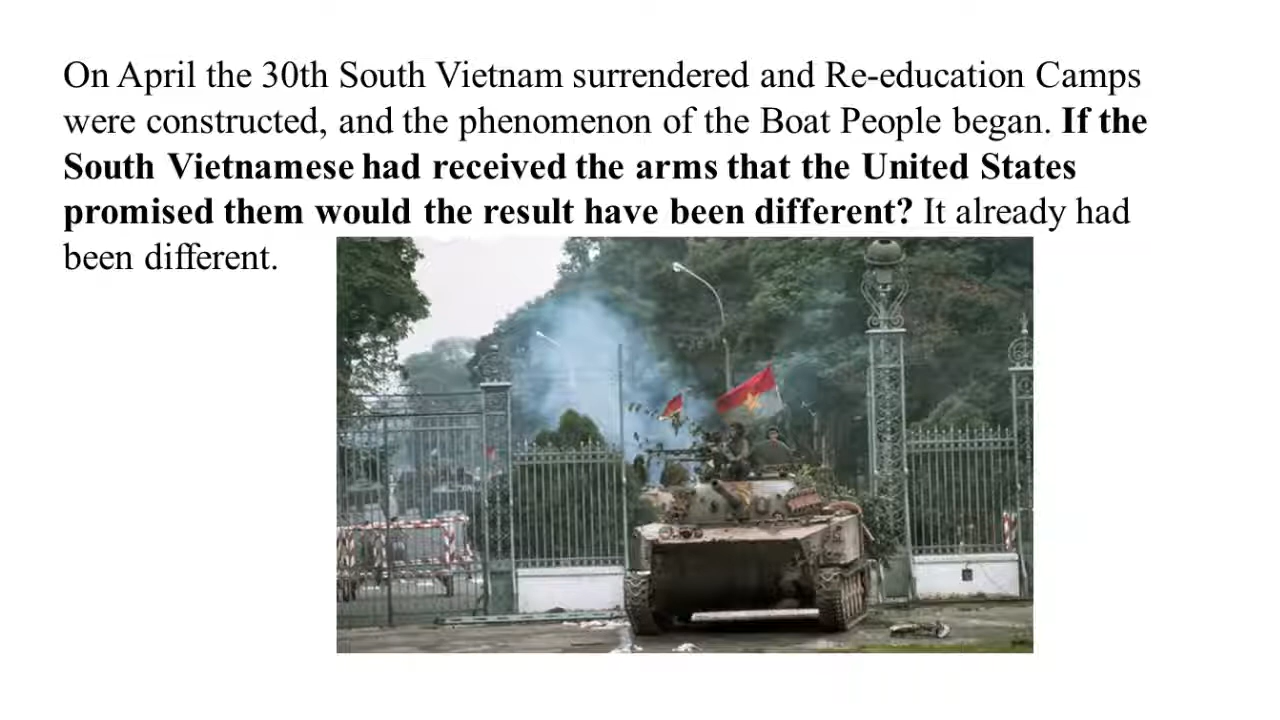 On April the 30th South Vietnam surrendered and Re-education Camps
were constructed, and the phenomenon of the Boat People began. If the
South Vietnamese had received the arms that the United States
promised them would the result have been different? It already had
been different.